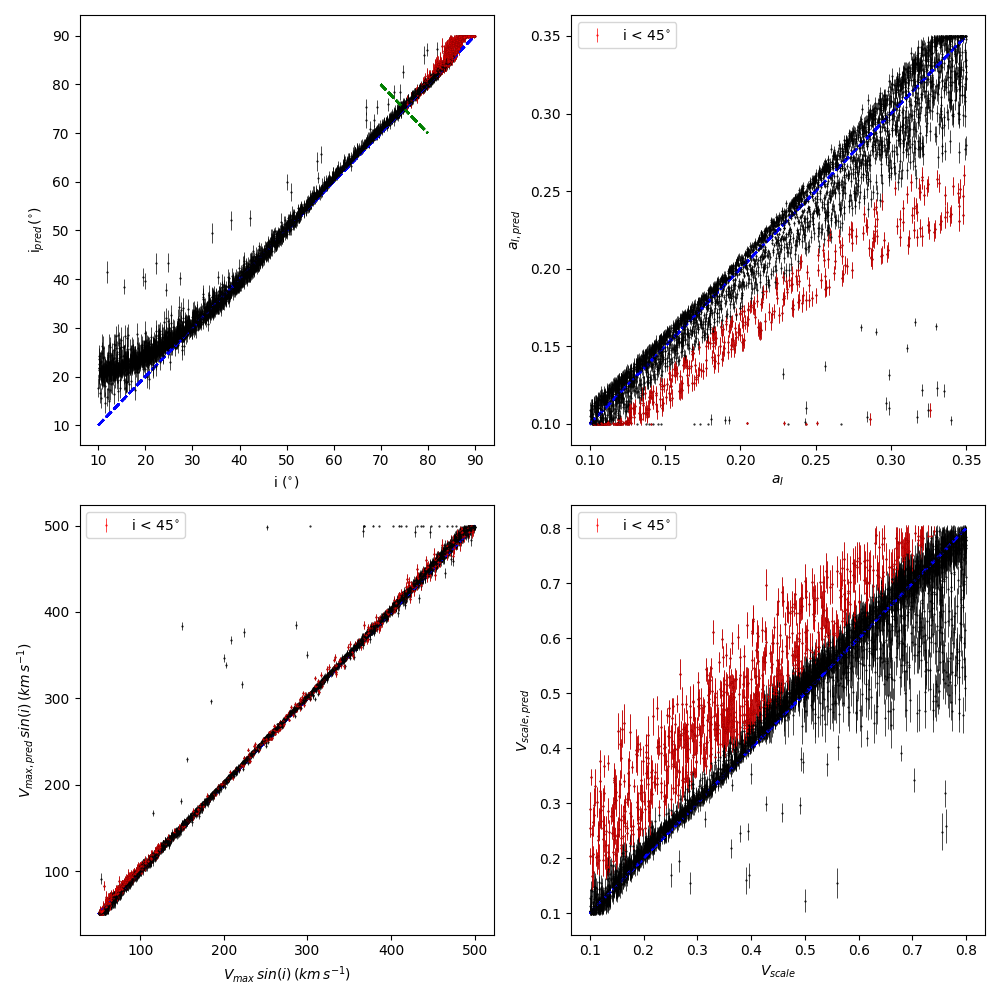 90
80
70
60
50
40
30
20
10
i_pred (°)
10 20 30 40 50 60 70 80 90
i (°)
i < 45°
0.35
0.30
0.25
0.20
0.15
0.10
a_l,pred
0.10 0.15 0.20 0.25 0.30 0.35
a_l
i < 45°
500
400
300
200
100
V_max,pred sin(i) (km s⁻¹)
100 200 300 400 500
V_max sin(i) (km s⁻¹)
i < 45°
0.8
0.7
0.6
0.5
0.4
0.3
0.2
0.1
V_scale,pred
0.1 0.2 0.3 0.4 0.5 0.6 0.7 0.8
V_scale